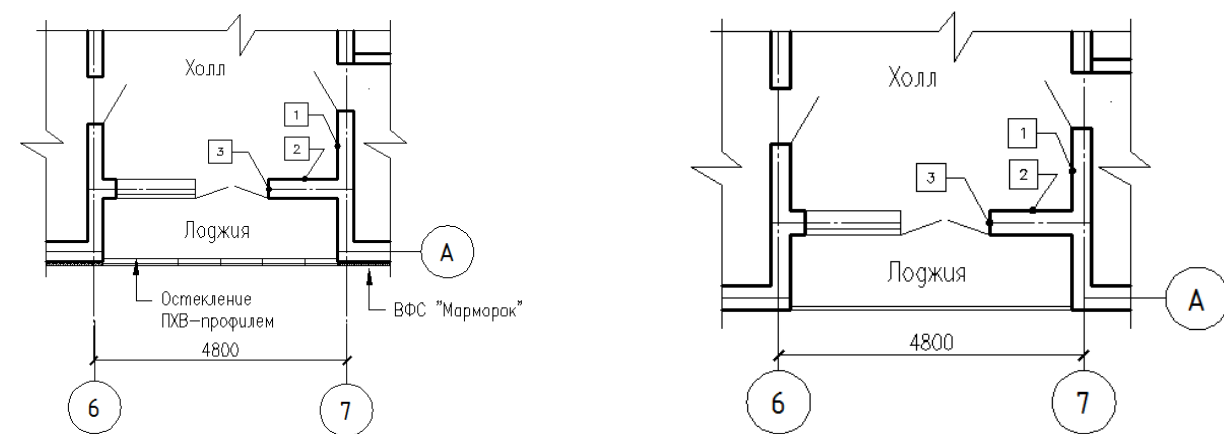 Холл
1
2
3
Лоджия
А
Остекление
ПХВ-профилем
ВФС "Марморок"
4800
6
7
Холл
1
2
3
Лоджия
А
4800
6
7